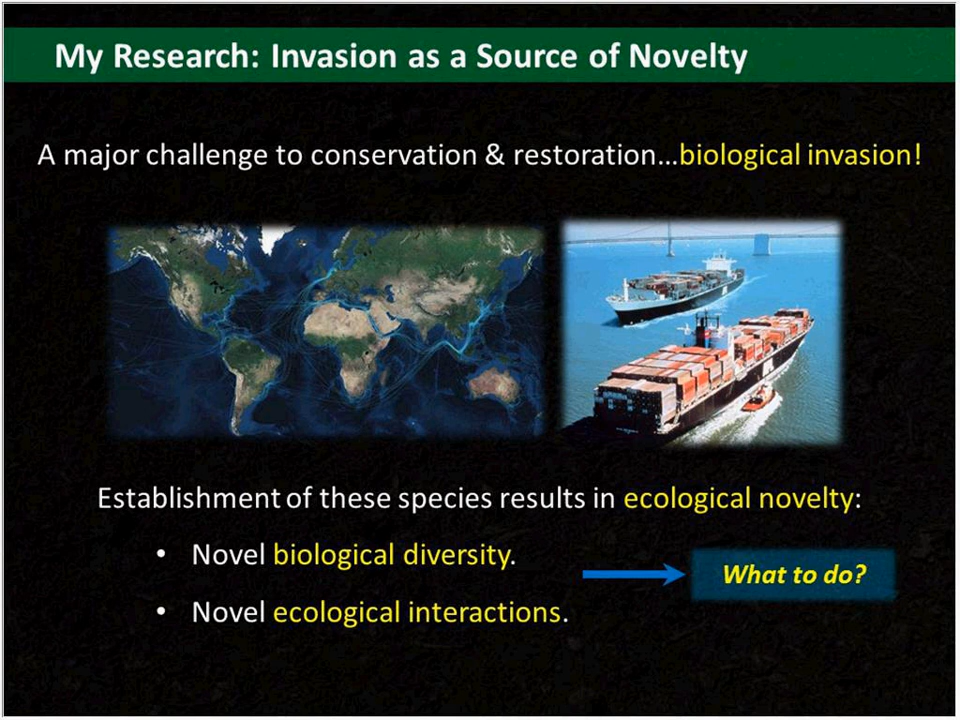 My Research: Invasion as a Source of Novelty
A major challenge to conservation & restoration...biological invasion!
Establishment of these species results in ecological novelty:
• Novel biological diversity.
• Novel ecological interactions.
What to do?